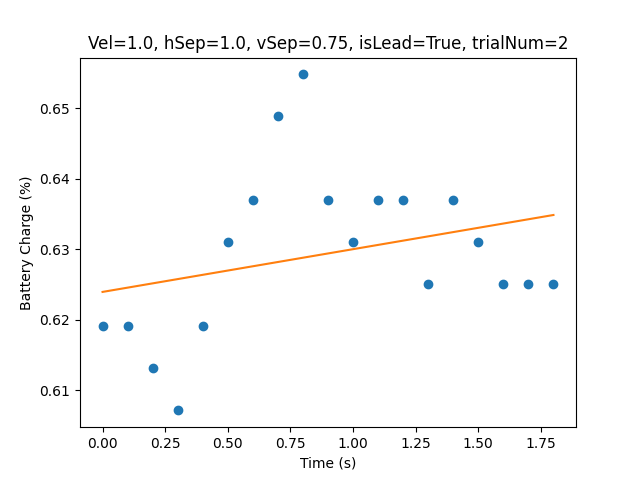 Vel=1.0, hSep=1.0, vSep=0.75, isLead=True, trialNum=2
Battery Charge (%)
0.65
0.64
0.63
0.62
0.61
0.00 0.25 0.50 0.75 1.00 1.25 1.50 1.75
Time (s)